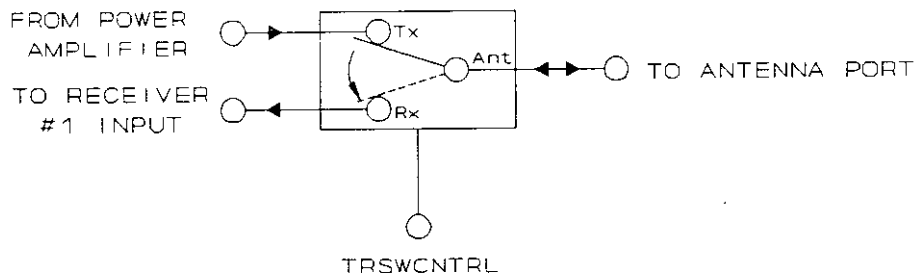 FROM POWER
AMPLIFIER
Tx
Ant
TO ANTENNA PORT
TO RECEIVER
#1 INPUT
Rx
TRSWCNTRL